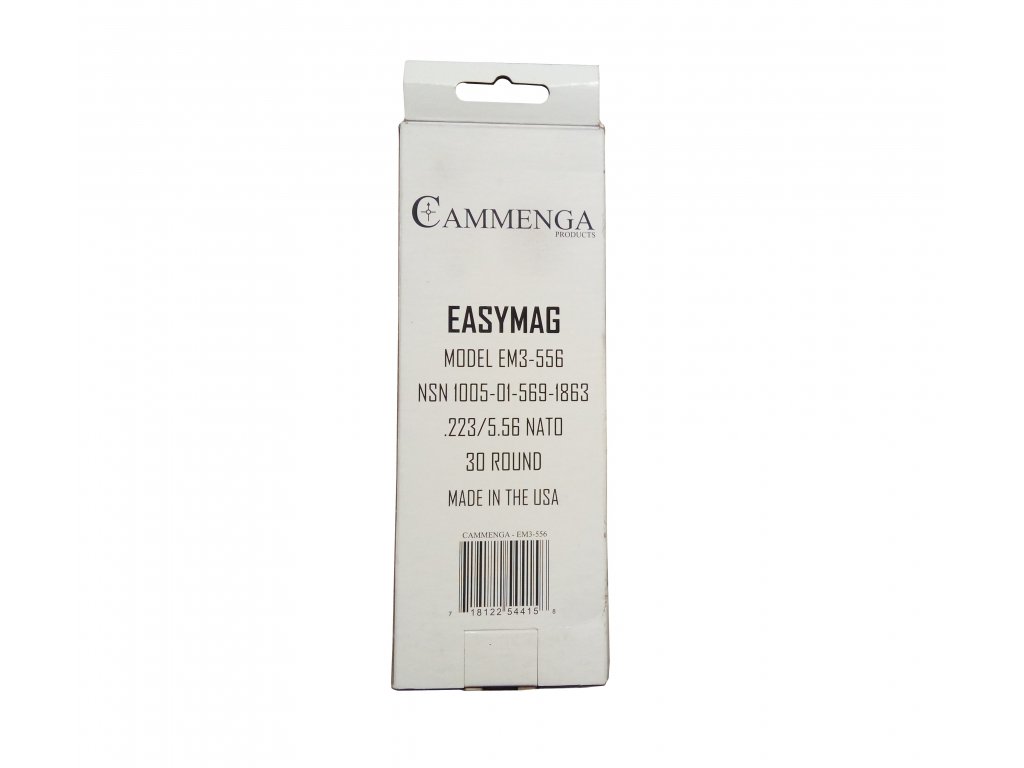 CAMMENGA
PRODUCTS
EASYMAG
MODEL EM3-556
NSN 1005-01-569-1863
.223/5.56 NATO
30 ROUND
MADE IN THE USA
CAMMENGA - EM3-556
7 18122 54415 8